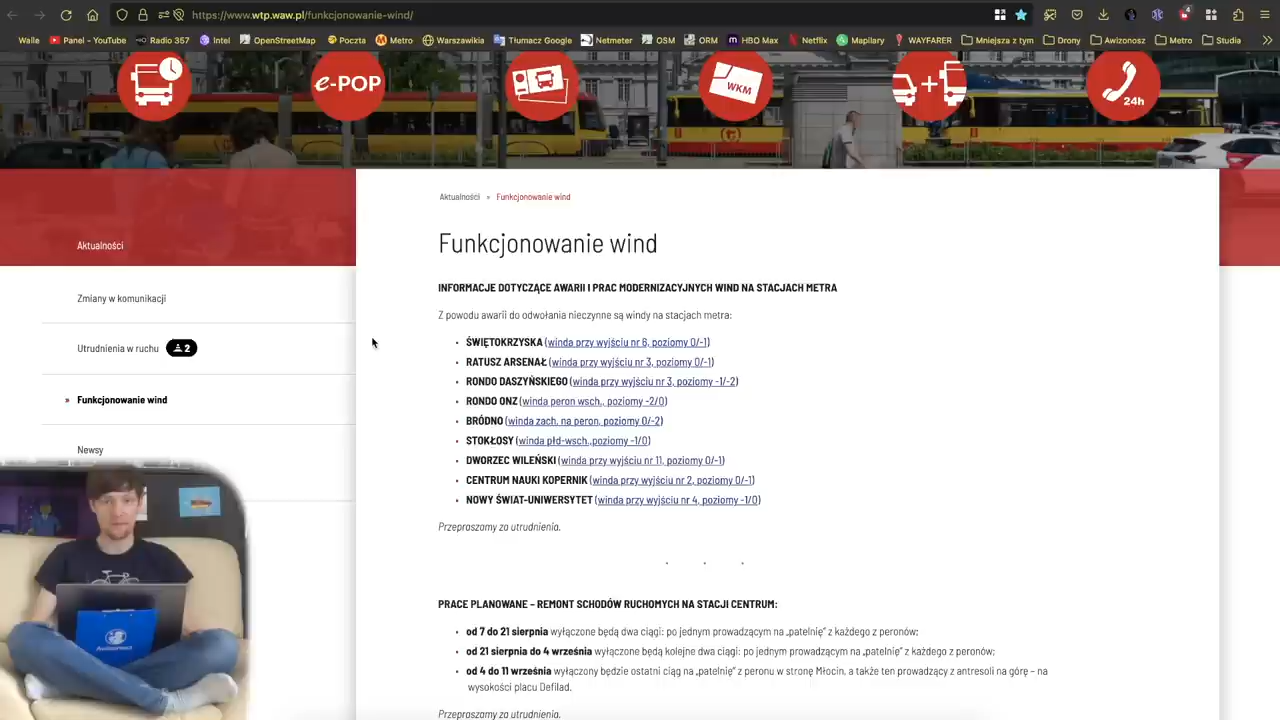 https://www.wtp.waw.pl/funkcjonowanie-wind/
4
Walle Panel - YouTube Radio 357 Intel OpenStreetMap Poczta Metro Warszawikia Tłumacz Google Netmeter OSM ORM HBO Max Netflix Mapilary WAYFARER Mniejsza z tym Drony Awizonosz Metro Studia
e-POP
WKM
24h
Aktualności » Funkcjonowanie wind
Funkcjonowanie wind
Aktualności
Zmiany w komunikacji
Utrudnienia w ruchu 2
» Funkcjonowanie wind
Newsy
INFORMACJE DOTYCZĄCE AWARII I PRAC MODERNIZACYJNYCH WIND NA STACJACH METRA
Z powodu awarii do odwołania nieczynne są windy na stacjach metra:
• ŚWIĘTOKRZYSKA (winda przy wyjściu nr 6, poziomy 0/-1)
• RATUSZ ARSENAŁ (winda przy wyjściu nr 3, poziomy 0/-1)
• RONDO DASZYŃSKIEGO (winda przy wyjściu nr 3, poziomy -1/-2)
• RONDO ONZ (winda peron wsch., poziomy -2/0)
• BRÓDNO (winda zach. na peron, poziomy 0/-2)
• STOKŁOSY (winda płd-wsch.,poziomy -1/0)
• DWORZEC WILEŃSKI (winda przy wyjściu nr 11, poziomy 0/-1)
• CENTRUM NAUKI KOPERNIK (winda przy wyjściu nr 2, poziomy 0/-1)
• NOWY ŚWIAT-UNIWERSYTET (winda przy wyjściu nr 4, poziomy -1/0)
Przepraszamy za utrudnienia.
PRACE PLANOWANE – REMONT SCHODÓW RUCHOMYCH NA STACJI CENTRUM:
• od 7 do 21 sierpnia wyłączone będą dwa ciągi: po jednym prowadzącym na „patelnię” z każdego z peronów;
• od 21 sierpnia do 4 września wyłączone będą kolejne dwa ciągi: po jednym prowadzącym na „patelnię” z każdego z peronów;
• od 4 do 11 września wyłączony będzie ostatni ciąg na „patelnię” z peronu w stronę Młocin, a także ten prowadzący z antresoli na górę – na
wysokości placu Defilad.
Przepraszamy za utrudnienia.
Awizonosz